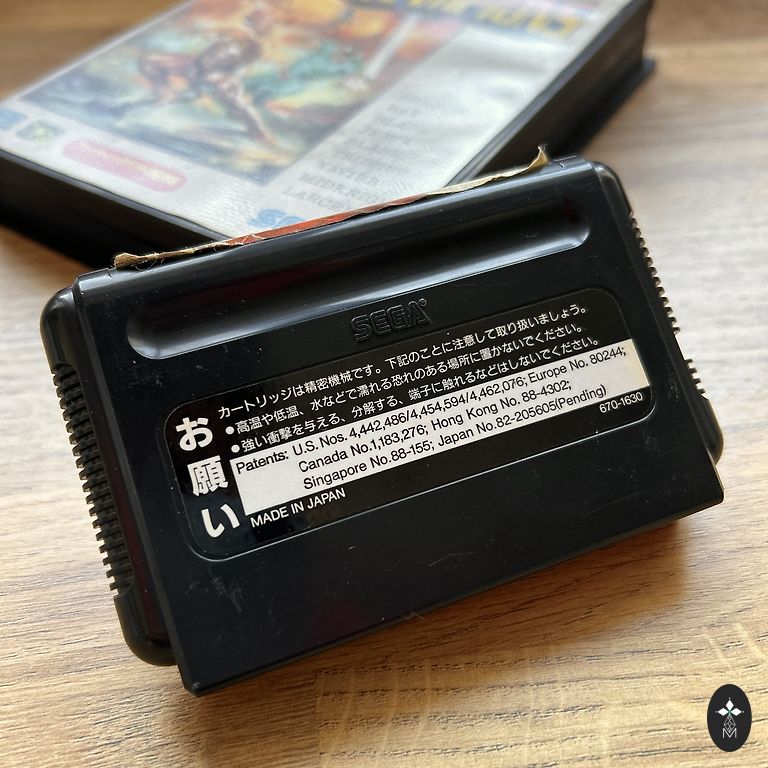 SEGA
お願い
カートリッジは精密機械です。下記のことに注意して取り扱いましょう。
●高温や低温、水などで濡れる恐れのある場所に置かないでください。
●強い衝撃を与える、分解する、端子に触れるなどはしないでください。
Patents: U.S. Nos. 4,442,486/4,454,594/4,462,076; Europe No. 80244;
Canada No.1,183,276; Hong Kong No. 88-4302;
Singapore No.88-155; Japan No.82-205605(Pending)
MADE IN JAPAN
670-1630
M